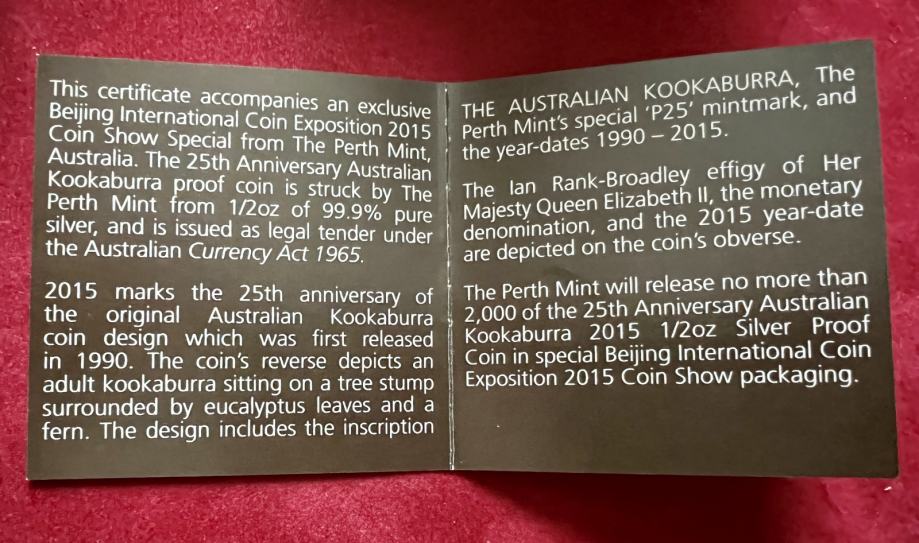 This certificate accompanies an exclusive
Beijing International Coin Exposition 2015
Coin Show Special from The Perth Mint,
Australia. The 25th Anniversary Australian
Kookaburra proof coin is struck by The
Perth Mint from 1/2oz of 99.9% pure
silver, and is issued as legal tender under
the Australian Currency Act 1965.
2015 marks the 25th anniversary of
the original Australian Kookaburra
coin design which was first released
in 1990. The coin's reverse depicts an
adult kookaburra sitting on a tree stump
surrounded by eucalyptus leaves and a
fern. The design includes the inscription
THE AUSTRALIAN KOOKABURRA, The
Perth Mint's special 'P25' mintmark, and
the year-dates 1990 – 2015.
The Ian Rank-Broadley effigy of Her
Majesty Queen Elizabeth II, the monetary
denomination, and the 2015 year-date
are depicted on the coin's obverse.
The Perth Mint will release no more than
2,000 of the 25th Anniversary Australian
Kookaburra 2015 1/2oz Silver Proof
Coin in special Beijing International Coin
Exposition 2015 Coin Show packaging.